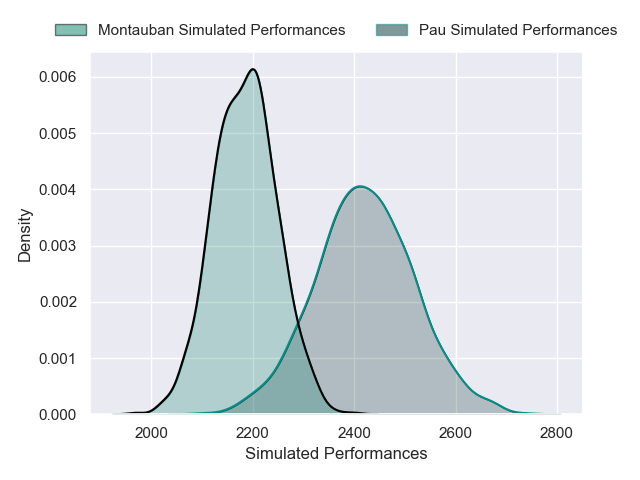 Montauban Simulated Performances Pau Simulated Performances
0.006
0.005
0.004
0.003
0.002
0.001
0.000
Density
2000 2200 2400 2600 2800
Simulated Performances